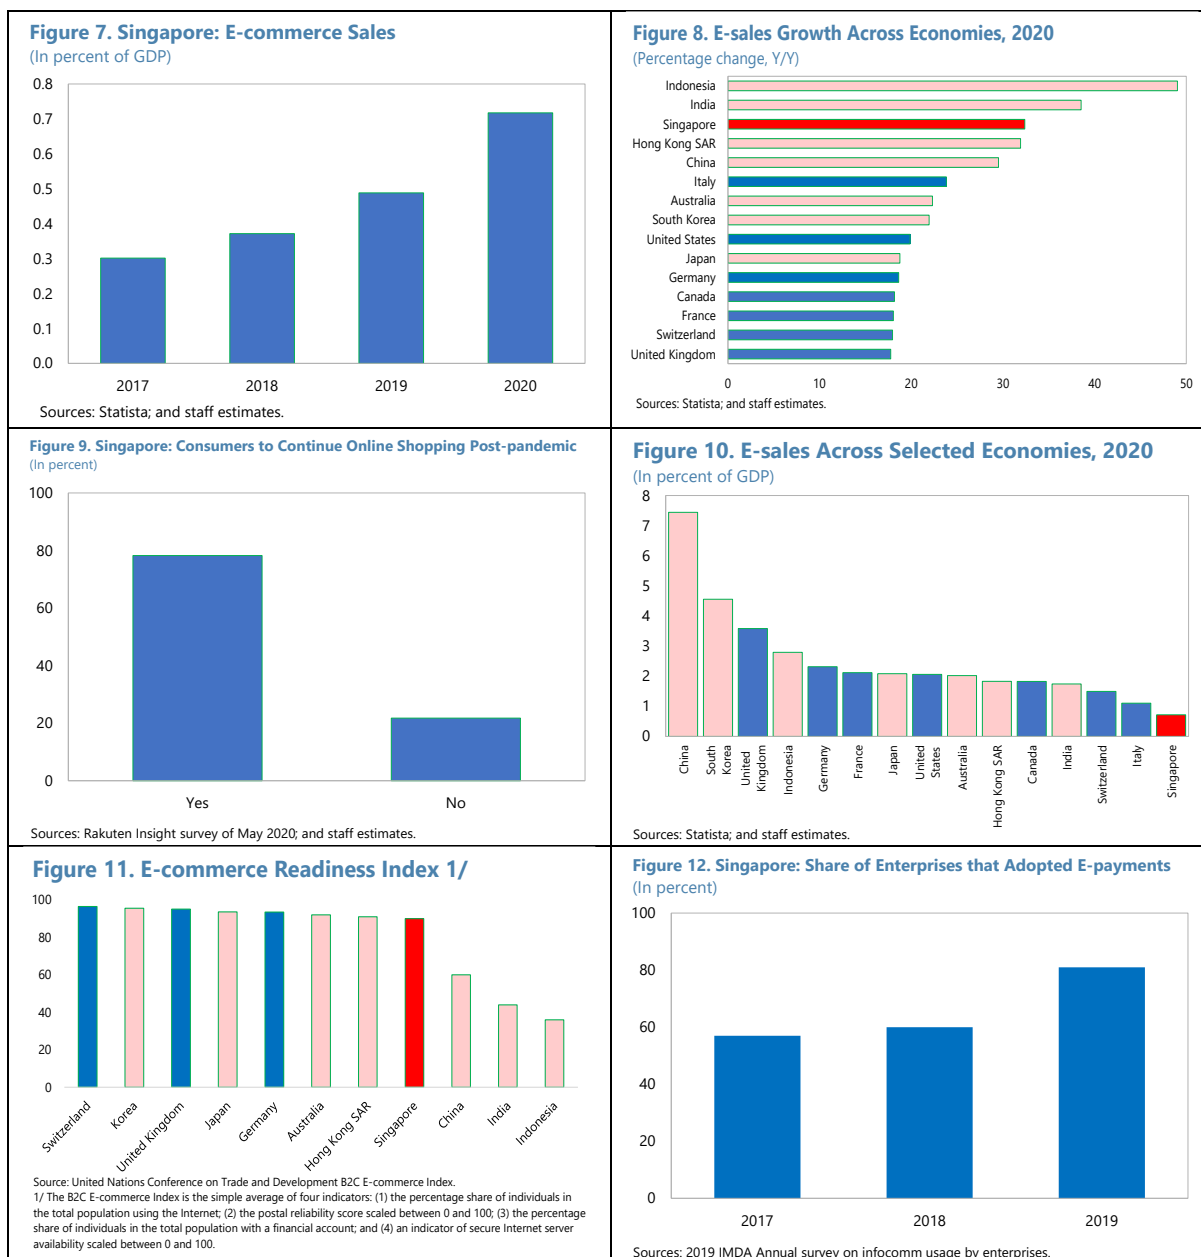 Figure 7. Singapore: E-commerce Sales
(In percent of GDP)
0.8
0.7
0.6
0.5
0.4
0.3
0.2
0.1
0.0
2017 2018 2019 2020
Sources: Statista; and staff estimates.
Figure 8. E-sales Growth Across Economies, 2020
(Percentage change, Y/Y)
Indonesia
India
Singapore
Hong Kong SAR
China
Italy
Australia
South Korea
United States
Japan
Germany
Canada
France
Switzerland
United Kingdom
0 10 20 30 40 50
Sources: Statista; and staff estimates.
Figure 9. Singapore: Consumers to Continue Online Shopping Post-pandemic
(In percent)
100
80
60
40
20
0
Yes No
Sources: Rakuten Insight survey of May 2020; and staff estimates.
Figure 10. E-sales Across Selected Economies, 2020
(In percent of GDP)
8
7
6
5
4
3
2
1
0
China
South
Korea
United
Kingdom
Indonesia
Germany
France
Japan
United
States
Australia
Hong Kong SAR
Canada
India
Switzerland
Italy
Singapore
Sources: Statista; and staff estimates.
Figure 11. E-commerce Readiness Index 1/
100
80
60
40
20
0
Switzerland
Korea
United Kingdom
Japan
Germany
Australia
Hong Kong SAR
Singapore
China
India
Indonesia
Source: United Nations Conference on Trade and Development B2C E-commerce Index.
1/ The B2C E-commerce Index is the simple average of four indicators: (1) the percentage share of individuals in
the total population using the Internet; (2) the postal reliability score scaled between 0 and 100; (3) the percentage
share of individuals in the total population with a financial account; and (4) an indicator of secure Internet server
availability scaled between 0 and 100.
Figure 12. Singapore: Share of Enterprises that Adopted E-payments
(In percent)
100
80
60
40
20
0
2017 2018 2019
Sources: 2019 IMDA Annual survey on infocomm usage by enterprises.